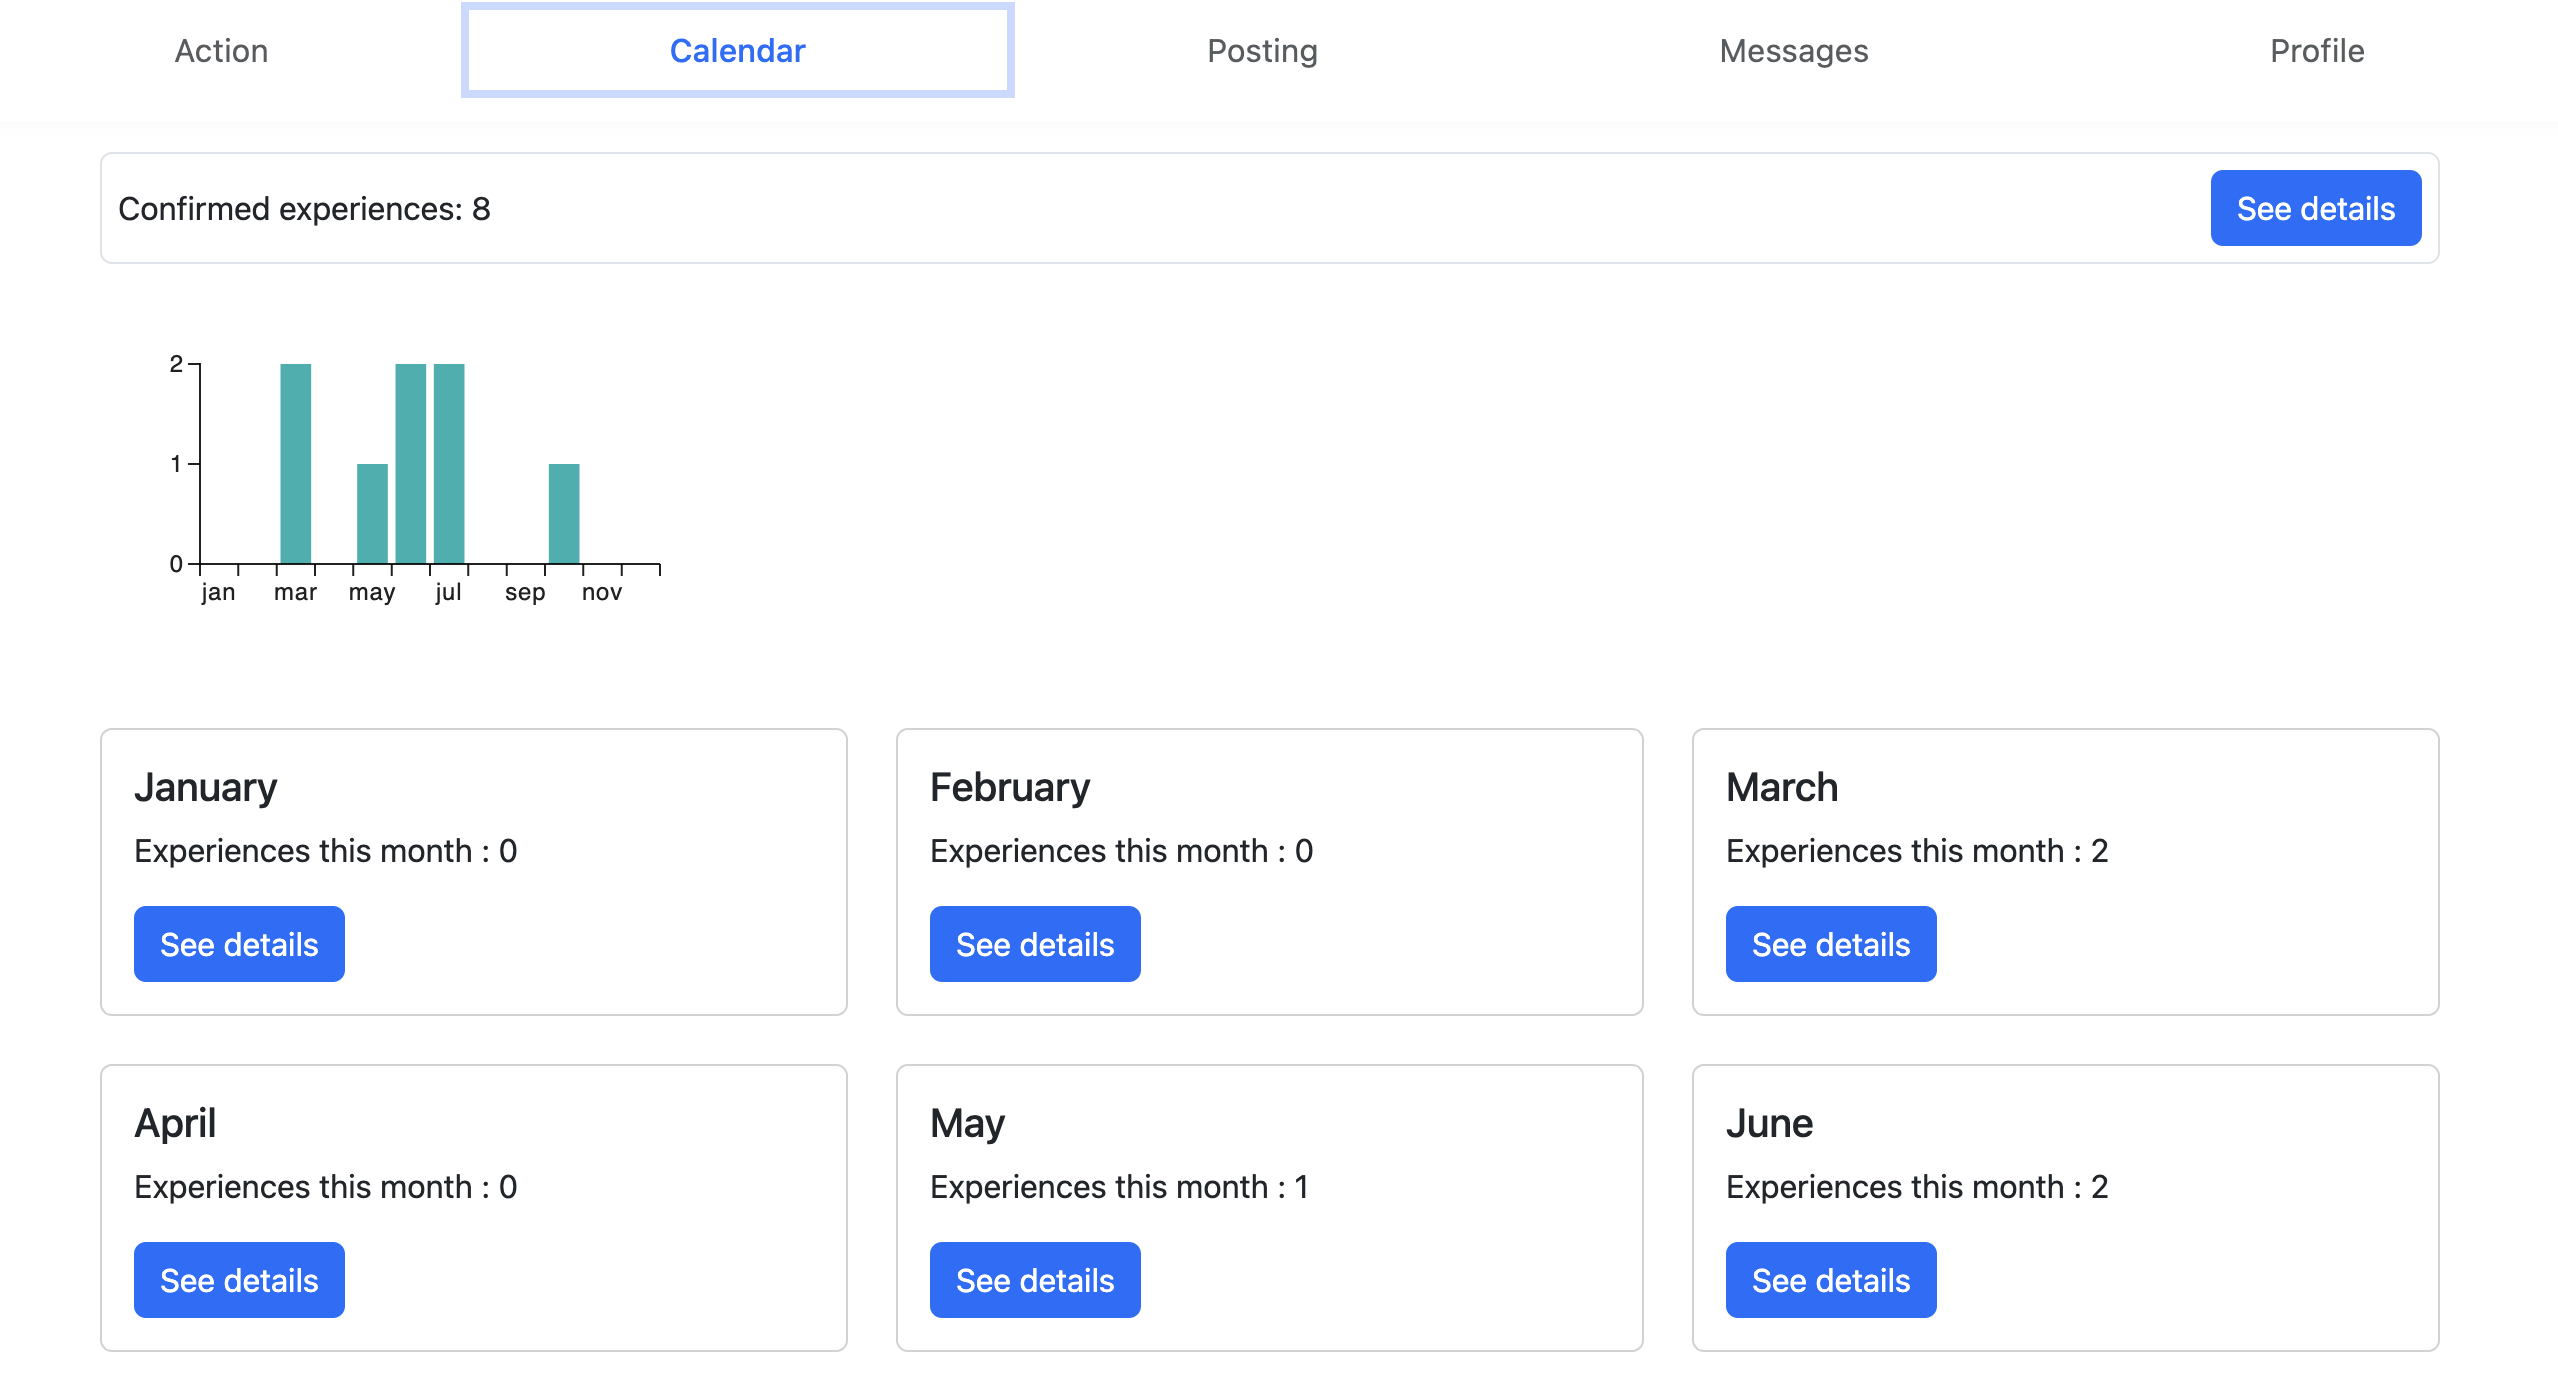 Action Calendar Posting Messages Profile
Confirmed experiences: 8 See details
2
1
0
jan mar may jul sep nov
January February March
Experiences this month : 0 Experiences this month : 0 Experiences this month : 2
See details See details See details
April May June
Experiences this month : 0 Experiences this month : 1 Experiences this month : 2
See details See details See details